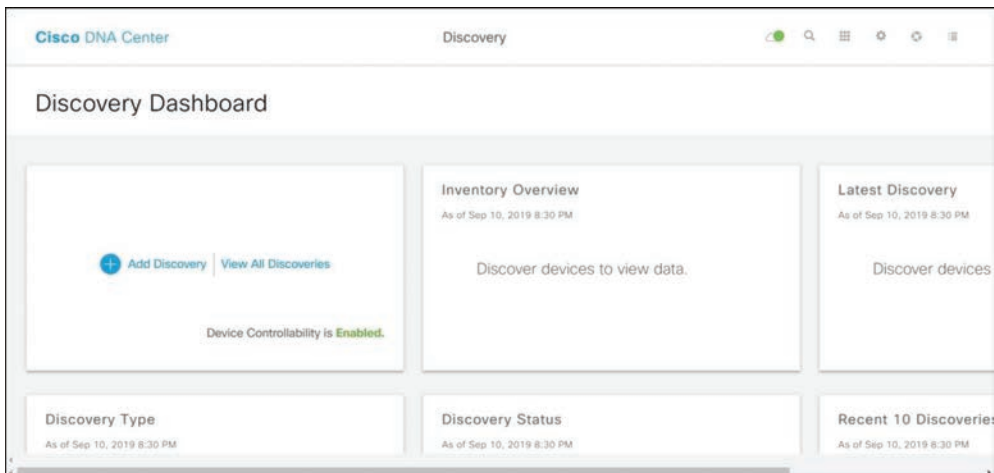 Cisco DNA Center
Discovery
Discovery Dashboard
Add Discovery
View All Discoveries
Device Controllability is Enabled.
Inventory Overview
As of Sep 10, 2019 8:30 PM
Discover devices to view data.
Latest Discovery
As of Sep 10, 2019 8:30 PM
Discover devices
Discovery Type
As of Sep 10, 2019 8:30 PM
Discovery Status
As of Sep 10, 2019 8:30 PM
Recent 10 Discoveries
As of Sep 10, 2019 8:30 PM